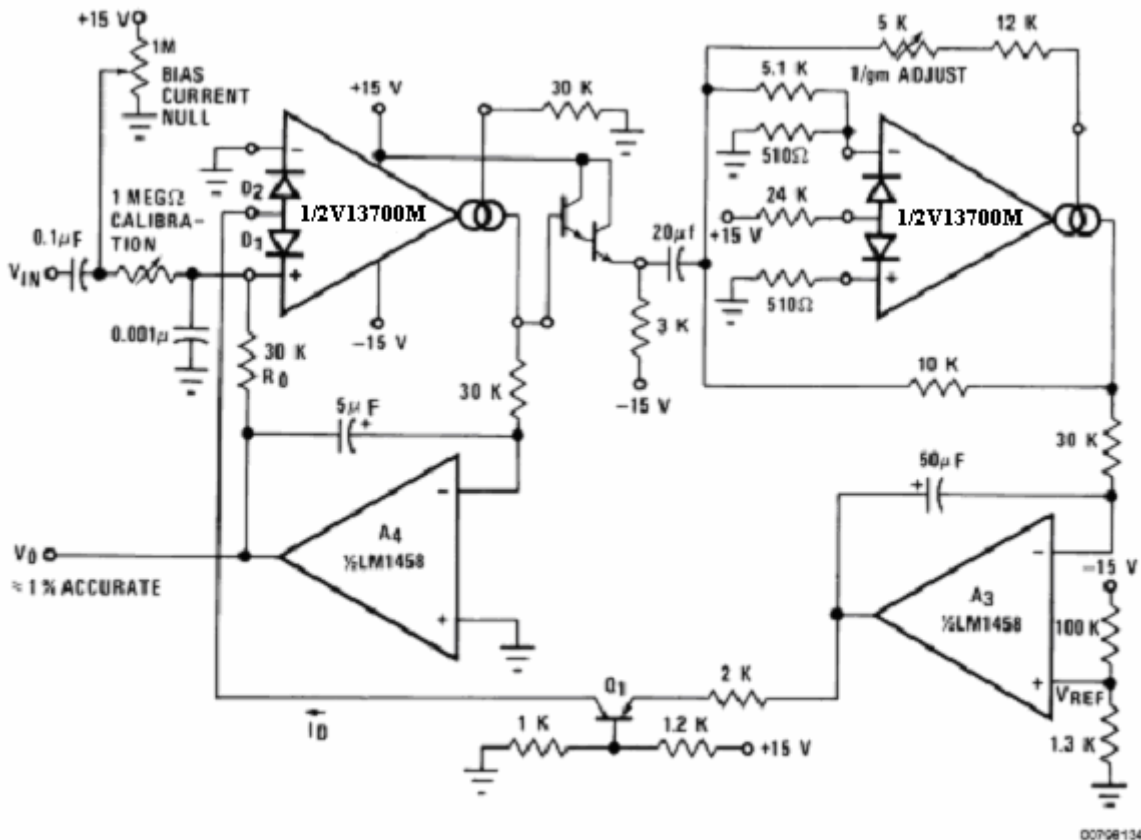 +15 V
1M
BIAS
CURRENT
NULL
+15 V
30 K
5 K
12 K
1/gm ADJUST
5.1 K
510Ω
24 K
+15 V
510Ω
−
+
1/2V13700M
−
D2
D1
+
1/2V13700M
1 MEGΩ
CALIBRA-
TION
0.1μF
VIN
0.001μ
−15 V
20μf
3 K
−15 V
30 K
R0
30 K
5μF
+
10 K
30 K
50μF
+
V0
≈ 1% ACCURATE
−
A4
½LM1458
+
−
A3
½LM1458
+
−15 V
100 K
VREF
1.3 K
Q1
2 K
ID
1 K
1.2 K
+15 V
00798134